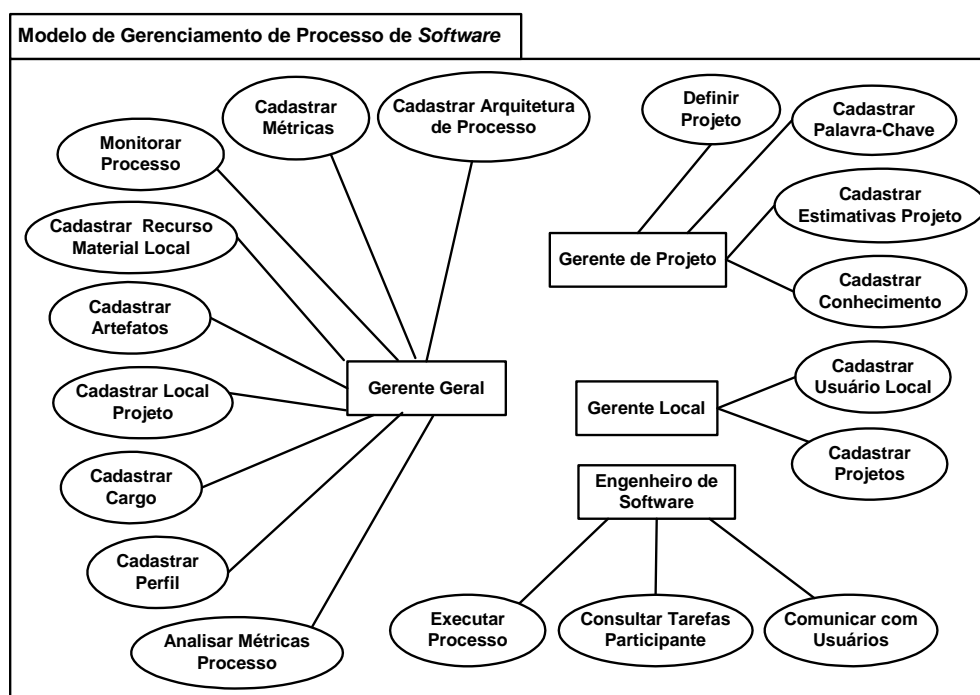 Modelo de Gerenciamento de Processo de Software
Cadastrar
Métricas
Cadastrar Arquitetura
de Processo
Definir
Projeto
Cadastrar
Palavra-Chave
Monitorar
Processo
Cadastrar
Estimativas Projeto
Cadastrar Recurso
Material Local
Gerente de Projeto
Cadastrar
Conhecimento
Cadastrar
Artefatos
Gerente Geral
Cadastrar
Usuário Local
Cadastrar Local
Projeto
Gerente Local
Cadastrar
Projetos
Cadastrar
Cargo
Engenheiro de
Software
Cadastrar
Perfil
Analisar Métricas
Processo
Executar
Processo
Consultar Tarefas
Participante
Comunicar com
Usuários